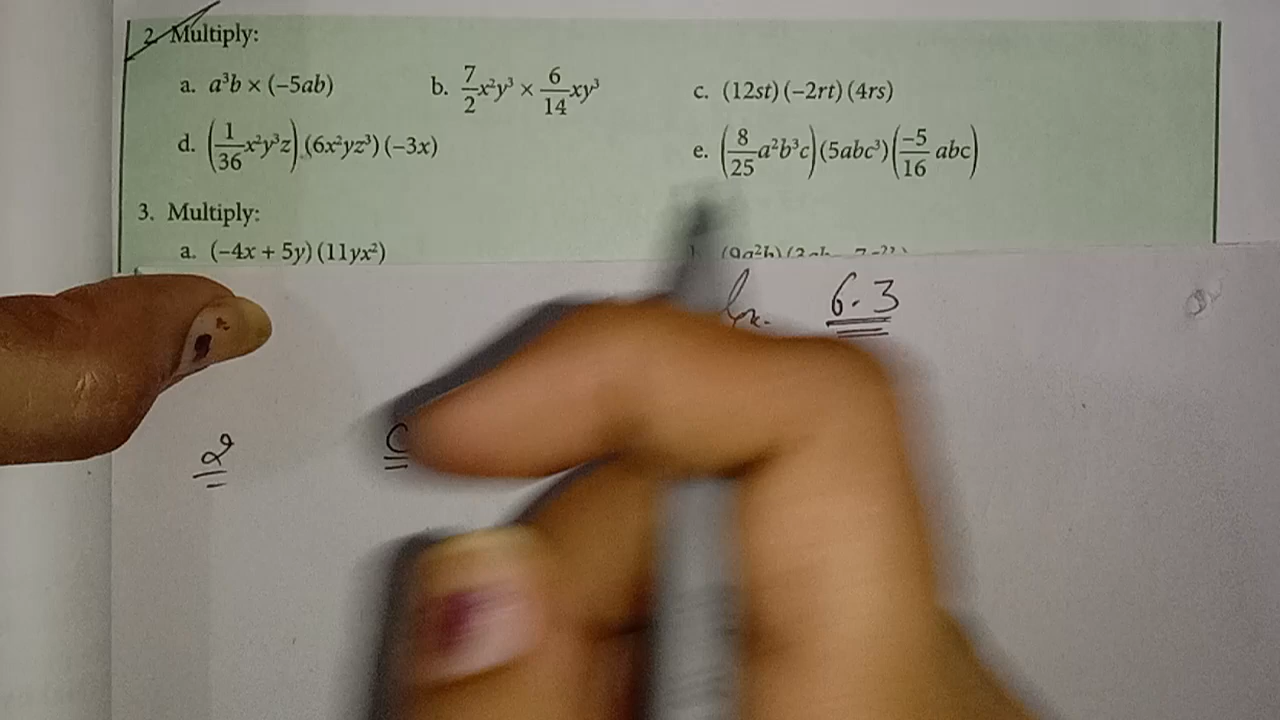 2. Multiply:
a. a³b × (−5ab) b. 7/2 x²y³ × 6/14 xy³ c. (12st) (−2rt) (4rs)
d. (1/36 x²y³z) (6x²yz³) (−3x) e. (8/25 a²b³c) (5abc³) (−5/16 abc)
3. Multiply:
a. (−4x + 5y) (11yx²)
Ex. 6.3
2